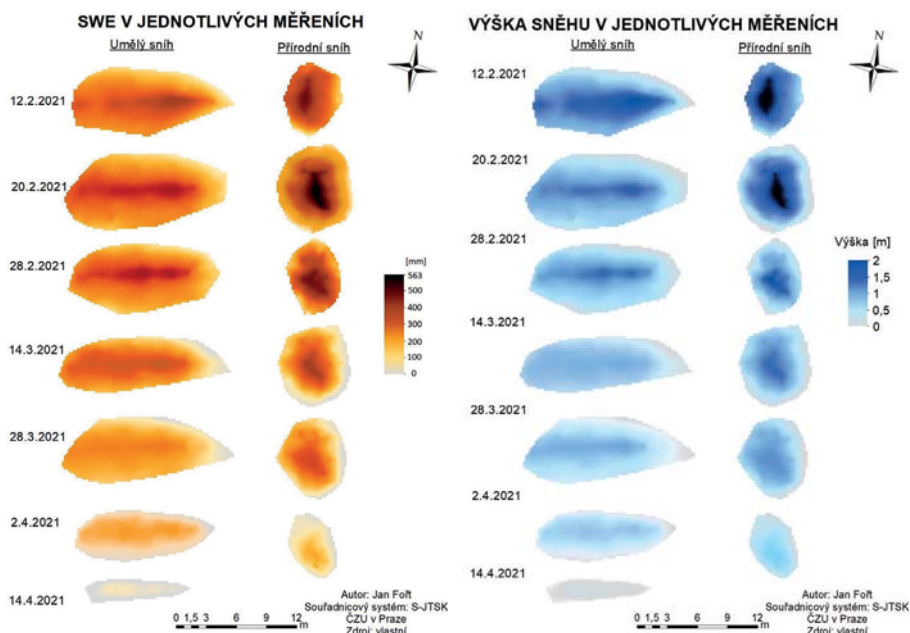 SWE V JEDNOTLIVÝCH MĚŘENÍCH
Umělý sníh
Přírodní sníh
N
12.2.2021
20.2.2021
28.2.2021
14.3.2021
28.3.2021
2.4.2021
14.4.2021
[mm]
563
500
400
300
200
100
0
Autor: Jan Fořt
Souřadnicový systém: S-JTSK
ČZU v Praze
Zdroj: vlastní
0 1,5 3 6 9 12
m
VÝŠKA SNĚHU V JEDNOTLIVÝCH MĚŘENÍCH
Umělý sníh
Přírodní sníh
N
12.2.2021
20.2.2021
28.2.2021
14.3.2021
28.3.2021
2.4.2021
14.4.2021
Výška [m]
2
1,5
1
0,5
0
Autor: Jan Fořt
Souřadnicový systém: S-JTSK
ČZU v Praze
Zdroj: vlastní
0 1,5 3 6 9 12
m